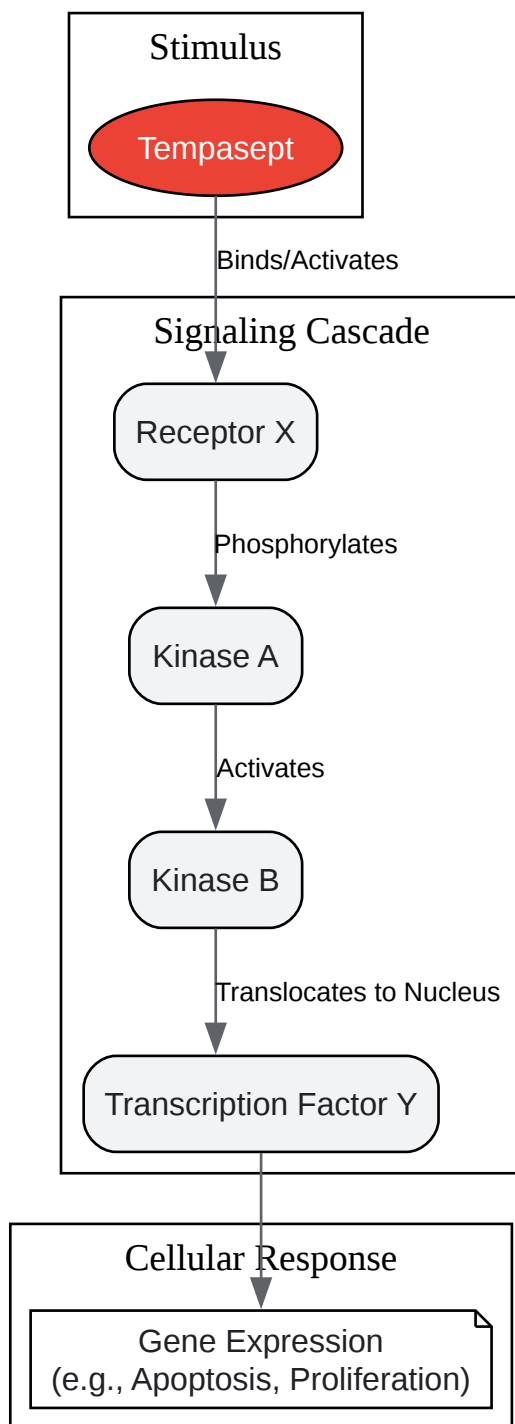 Stimulus
Tempasept
Binds/Activates
Signaling Cascade
Receptor X
Phosphorylates
Kinase A
Activates
Kinase B
Translocates to Nucleus
Transcription Factor Y
Cellular Response
Gene Expression
(e.g., Apoptosis, Proliferation)